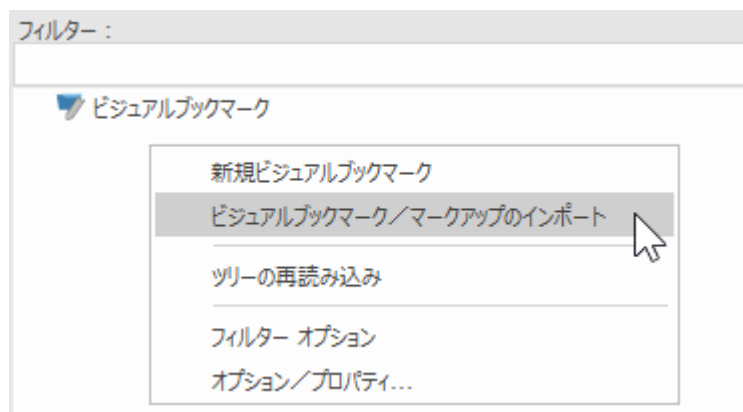 フィルター：
ビジュアルブックマーク
新規ビジュアルブックマーク
ビジュアルブックマーク／マークアップのインポート
ツリーの再読み込み
フィルター オプション
オプション／プロパティ...